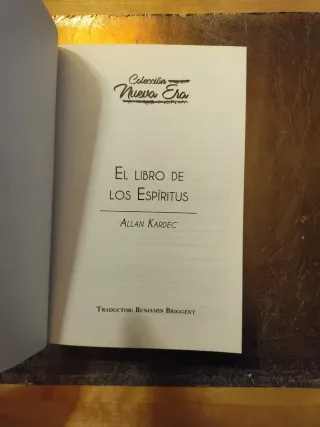 Colección
Nueva Era
EL LIBRO DE
LOS ESPÍRITUS
ALLAN KARDEC
TRADUCTOR: BENJAMIN BRIGGENT